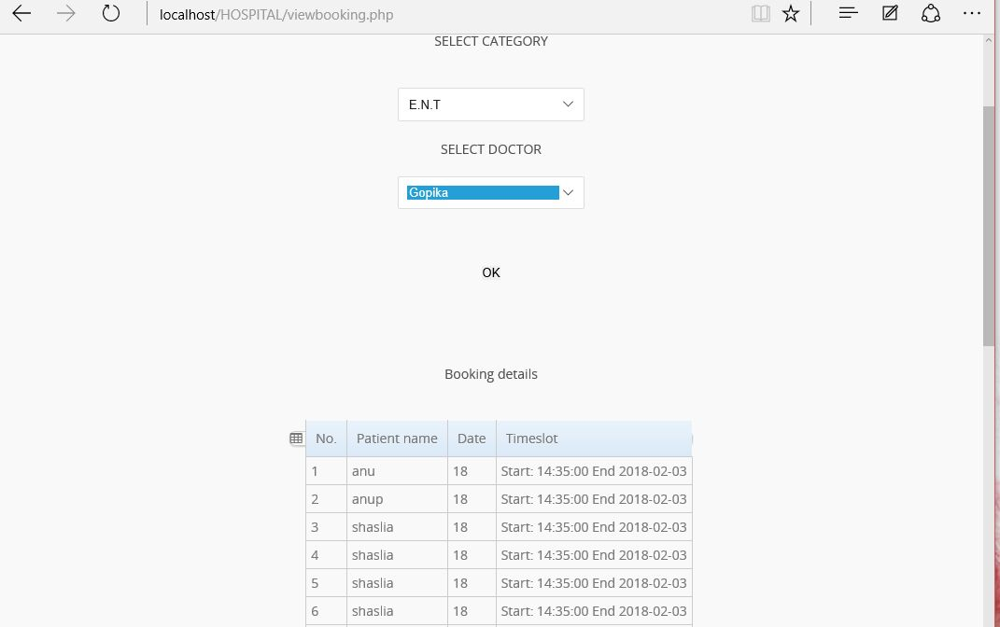 localhost/HOSPITAL/viewbooking.php
SELECT CATEGORY
E.N.T
SELECT DOCTOR
Gopika
OK
Booking details
No. Patient name Date Timeslot
1 anu 18 Start: 14:35:00 End 2018-02-03
2 anup 18 Start: 14:35:00 End 2018-02-03
3 shaslia 18 Start: 14:35:00 End 2018-02-03
4 shaslia 18 Start: 14:35:00 End 2018-02-03
5 shaslia 18 Start: 14:35:00 End 2018-02-03
6 shaslia 18 Start: 14:35:00 End 2018-02-03